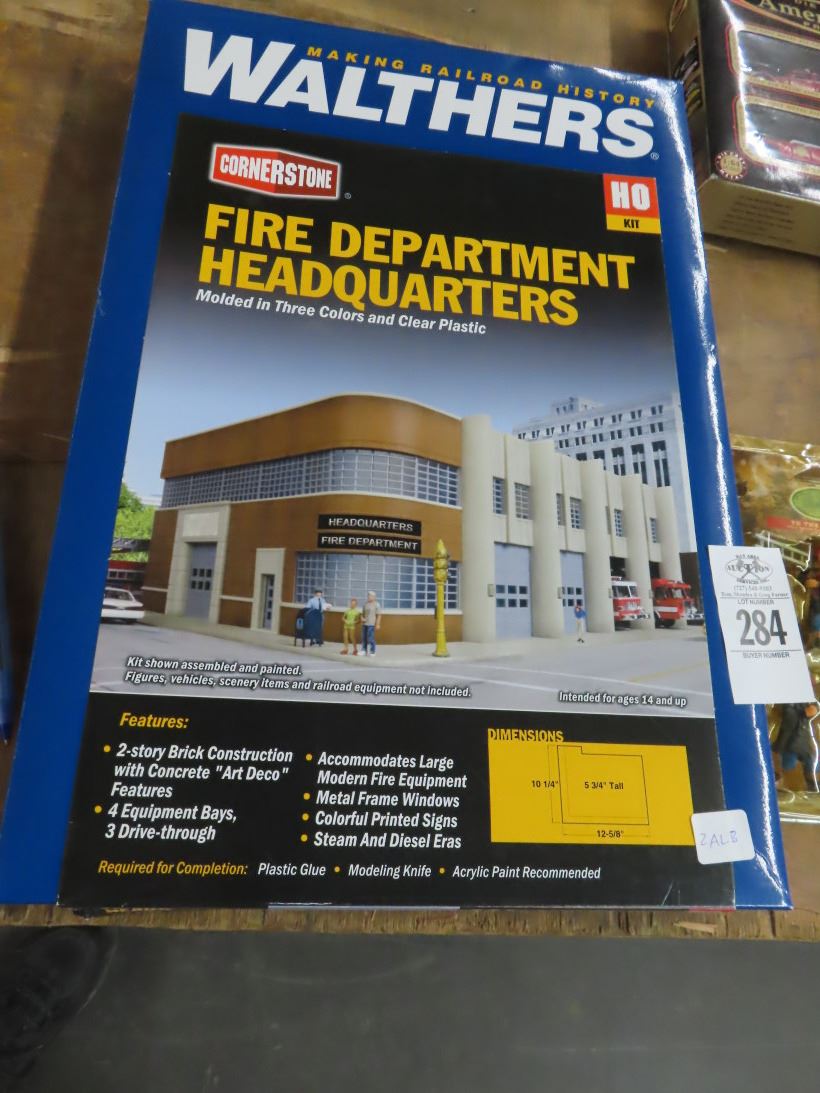 MAKING RAILROAD HISTORY
WALTHERS®
CORNERSTONE®
HO
KIT
FIRE DEPARTMENT
HEADQUARTERS
Molded in Three Colors and Clear Plastic
HEADQUARTERS
FIRE DEPARTMENT
Kit shown assembled and painted.
Figures, vehicles, scenery items and railroad equipment not included.
Intended for ages 14 and up
Features:
• 2-story Brick Construction
with Concrete "Art Deco"
Features
• 4 Equipment Bays,
3 Drive-through
• Accommodates Large
Modern Fire Equipment
• Metal Frame Windows
• Colorful Printed Signs
• Steam And Diesel Eras
DIMENSIONS
10 1/4"
5 3/4" Tall
12-5/8"
Required for Completion: Plastic Glue • Modeling Knife • Acrylic Paint Recommended
AUCTION
LOT NUMBER
284
BUYER NUMBER
2ALB
Amer